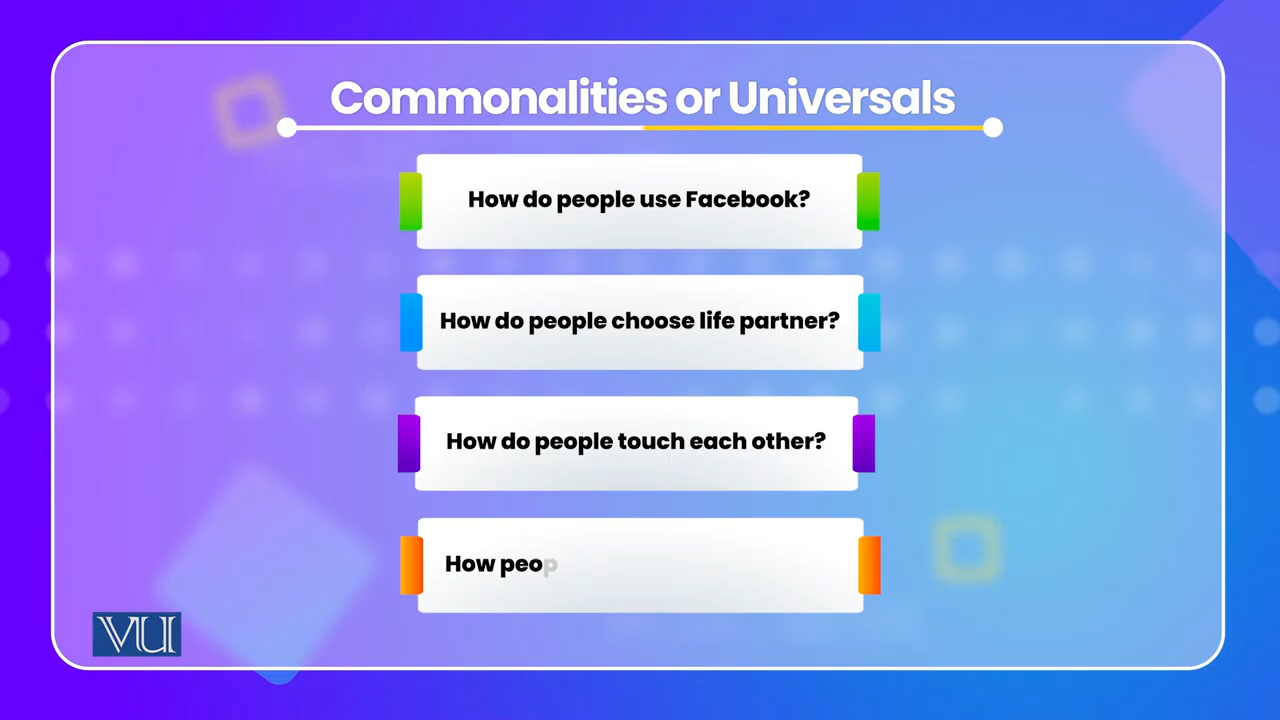 Commonalities or Universals
How do people use Facebook?
How do people choose life partner?
How do people touch each other?
How peop
VU